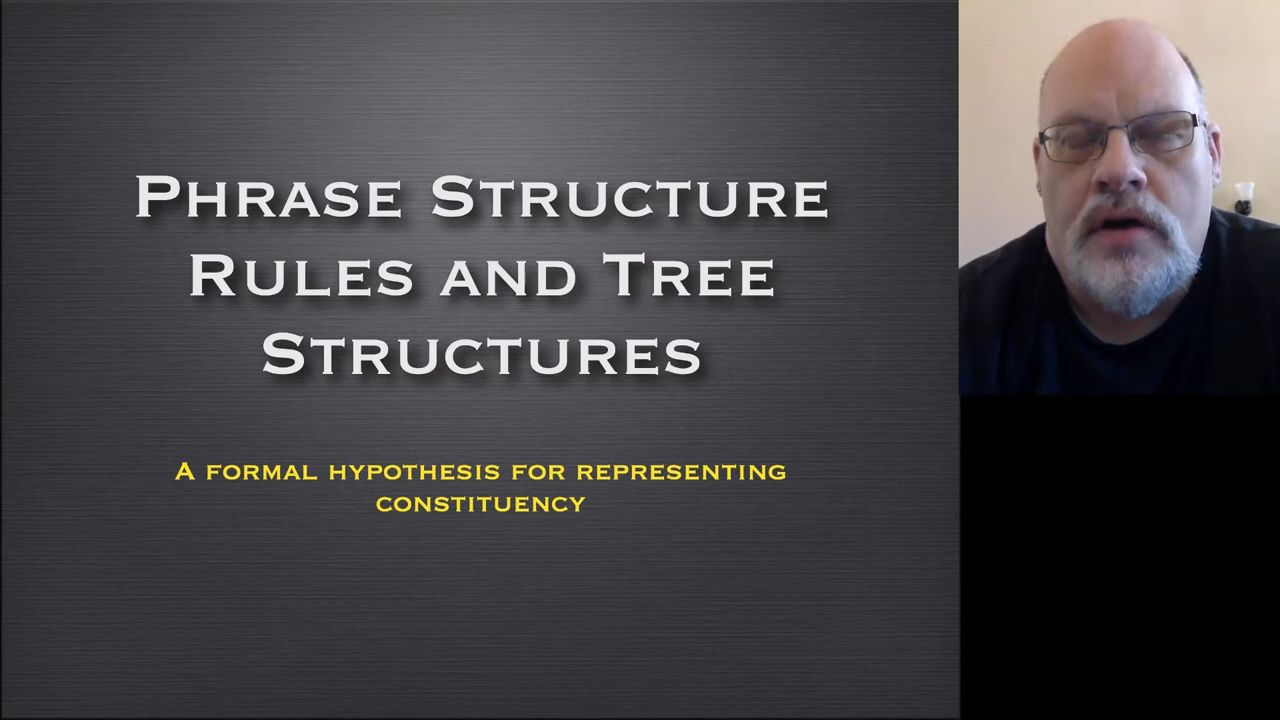 Phrase Structure
Rules and Tree
Structures
A formal hypothesis for representing
constituency